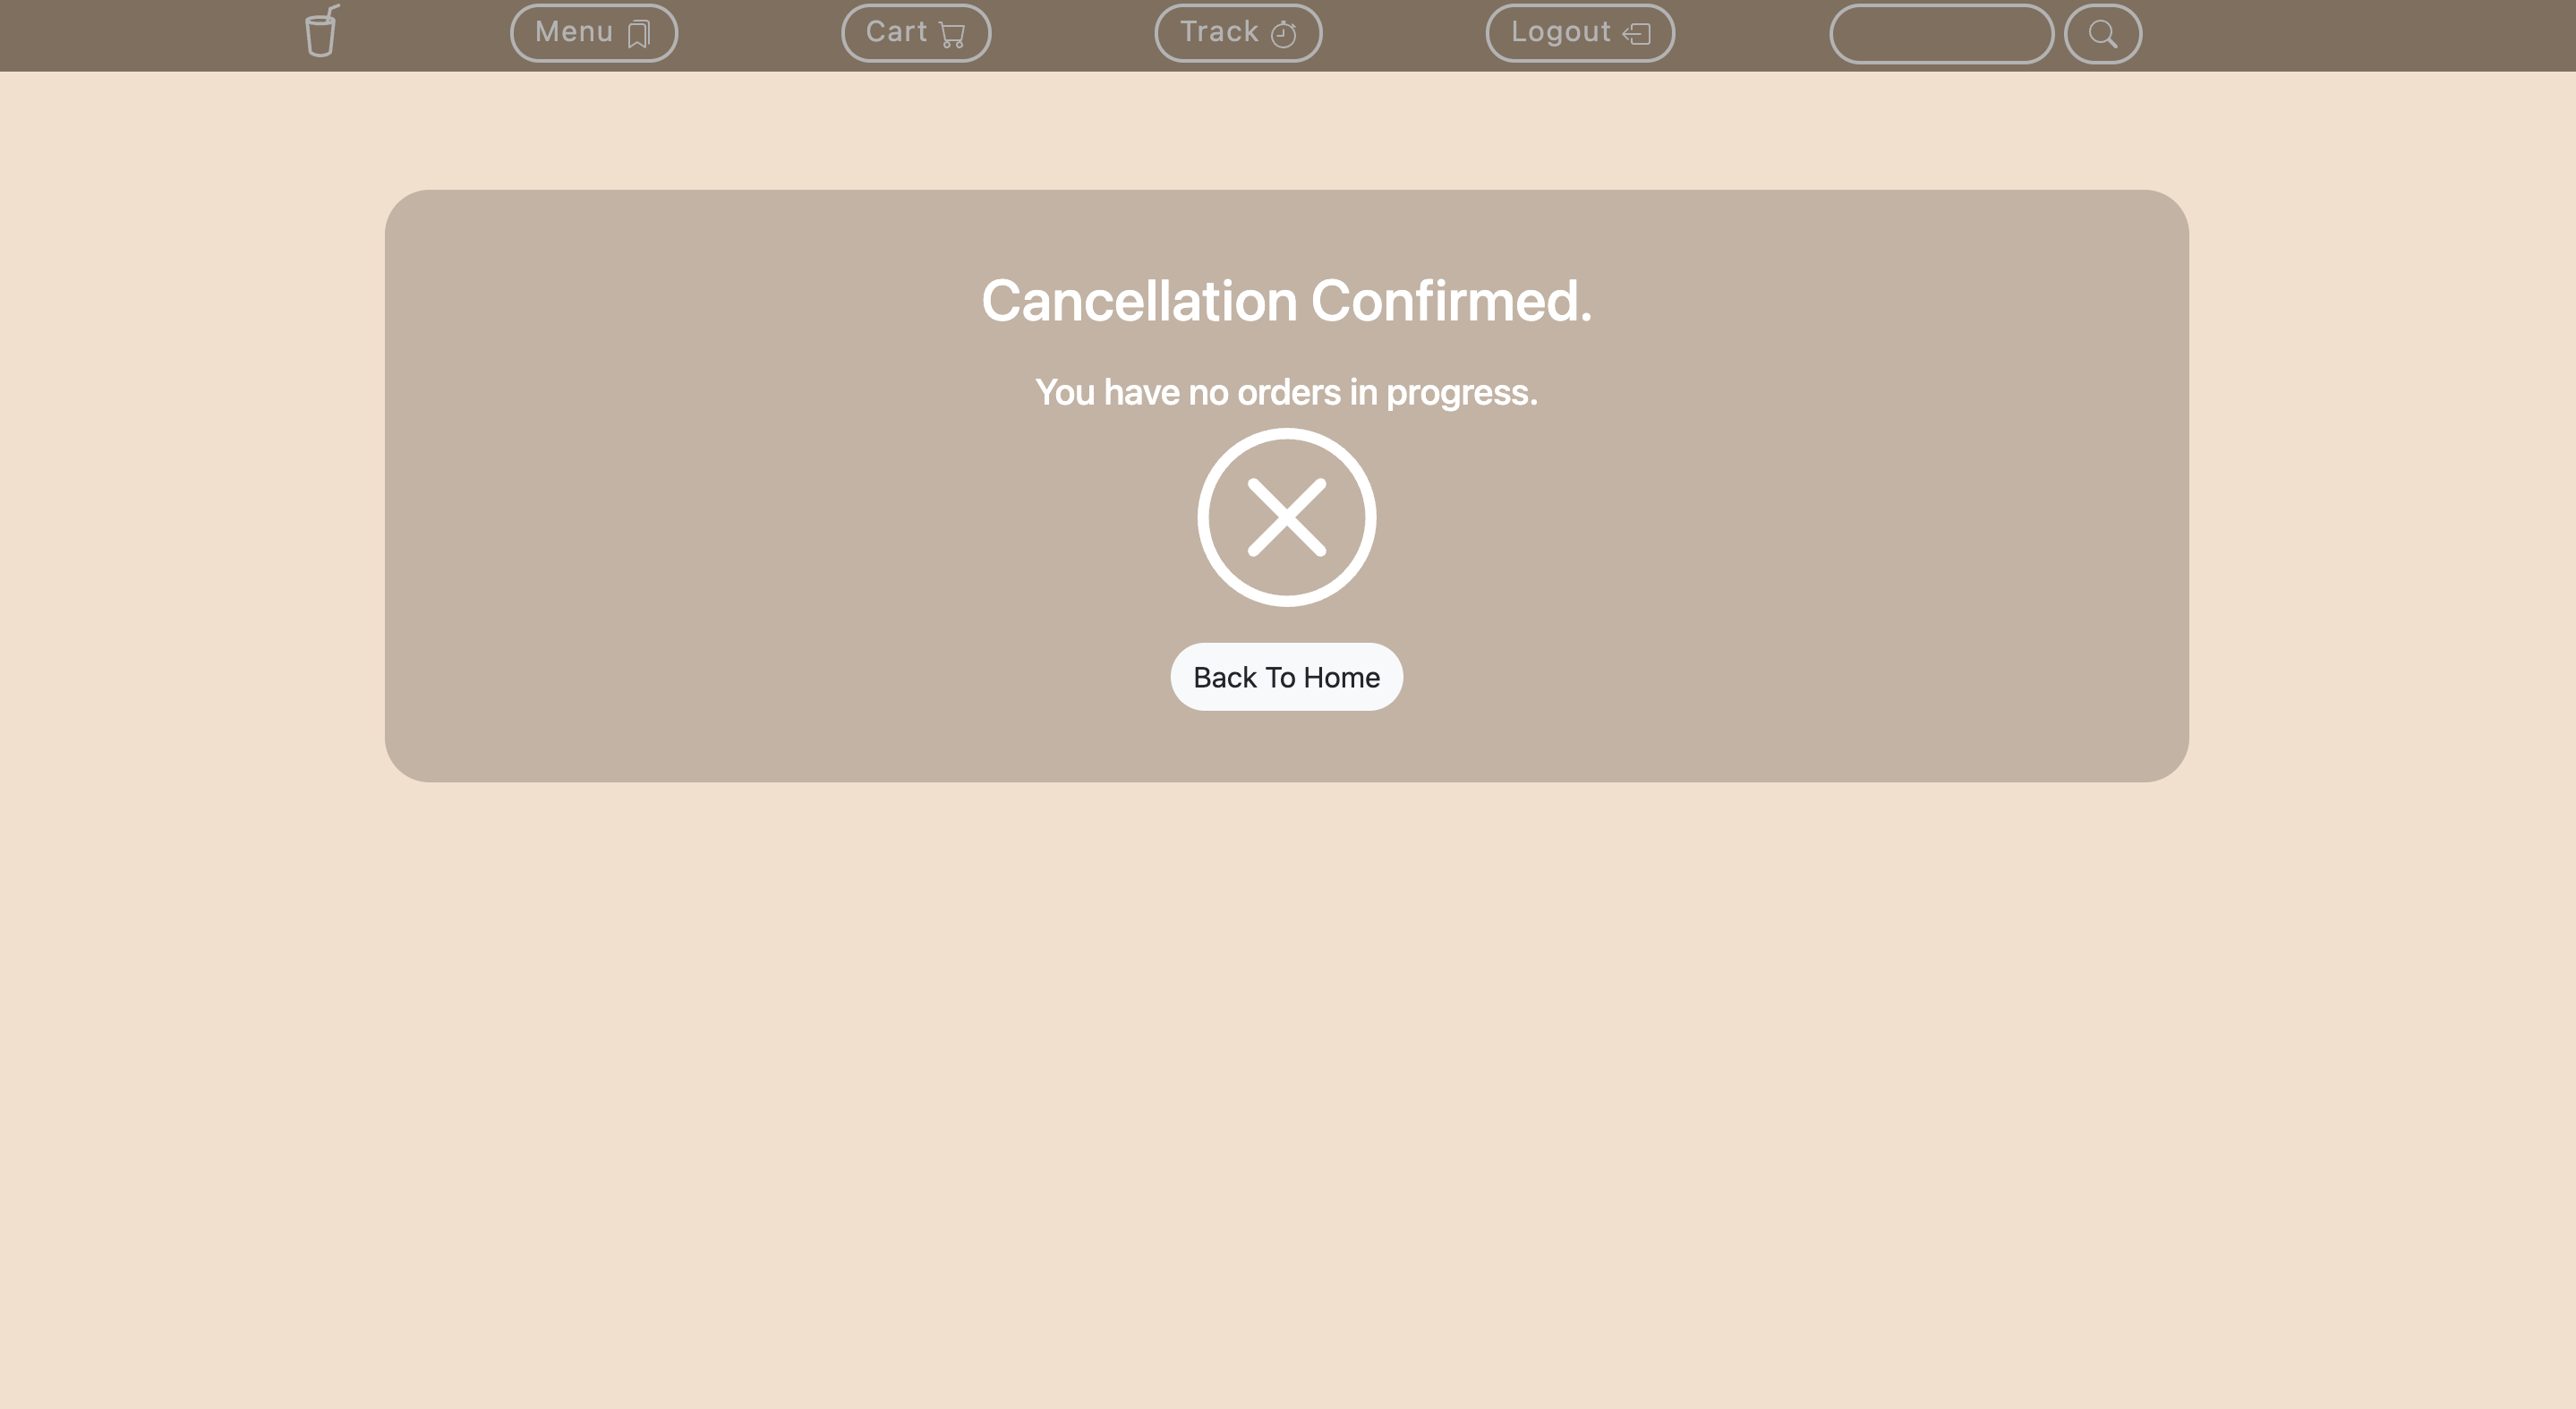 Menu
Cart
Track
Logout
Cancellation Confirmed.
You have no orders in progress.
Back To Home